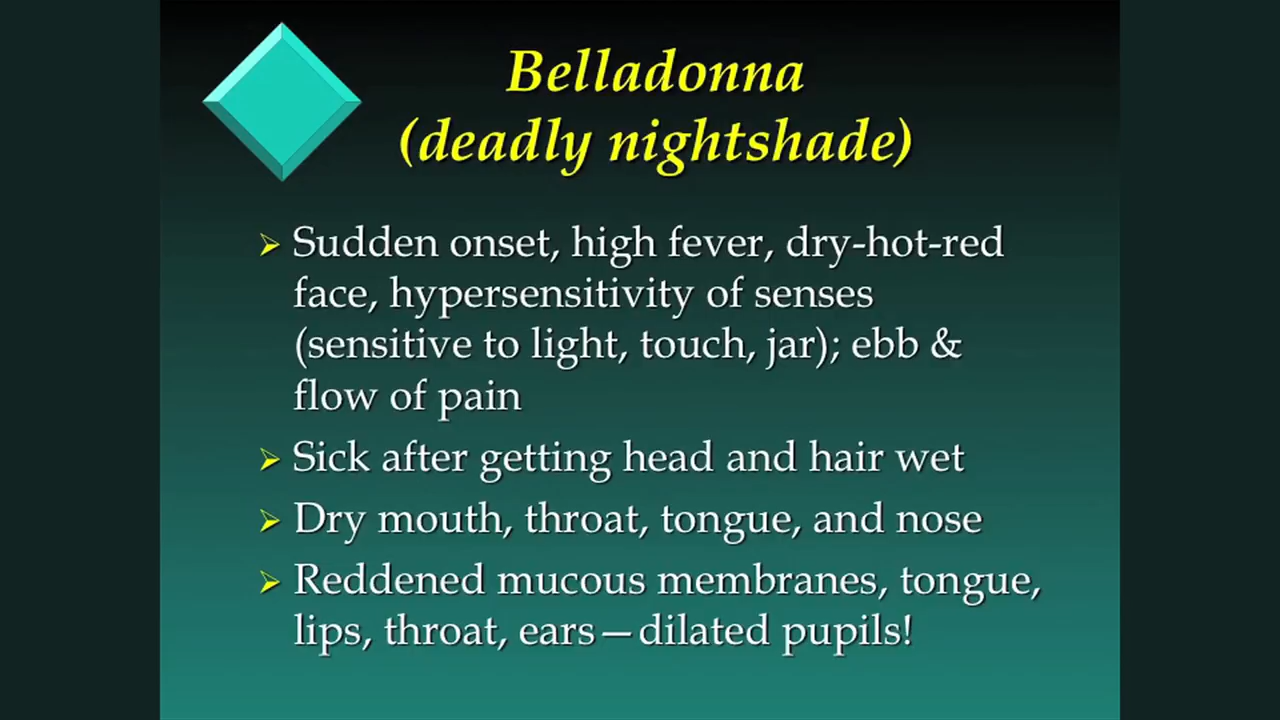 Belladonna
(deadly nightshade)
Sudden onset, high fever, dry-hot-red
face, hypersensitivity of senses
(sensitive to light, touch, jar); ebb &
flow of pain
Sick after getting head and hair wet
Dry mouth, throat, tongue, and nose
Reddened mucous membranes, tongue,
lips, throat, ears—dilated pupils!